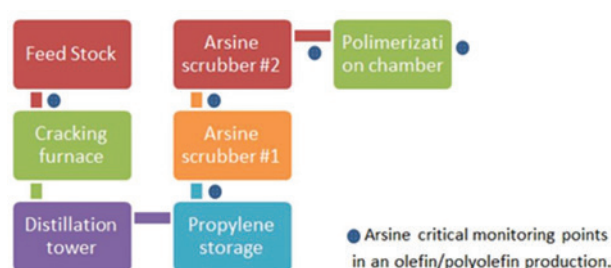 Feed Stock
Cracking
furnace
Distillation
tower
Propylene
storage
Arsine
scrubber #1
Arsine
scrubber #2
Polimerizati
on chamber
Arsine critical monitoring points
in an olefin/polyolefin production.